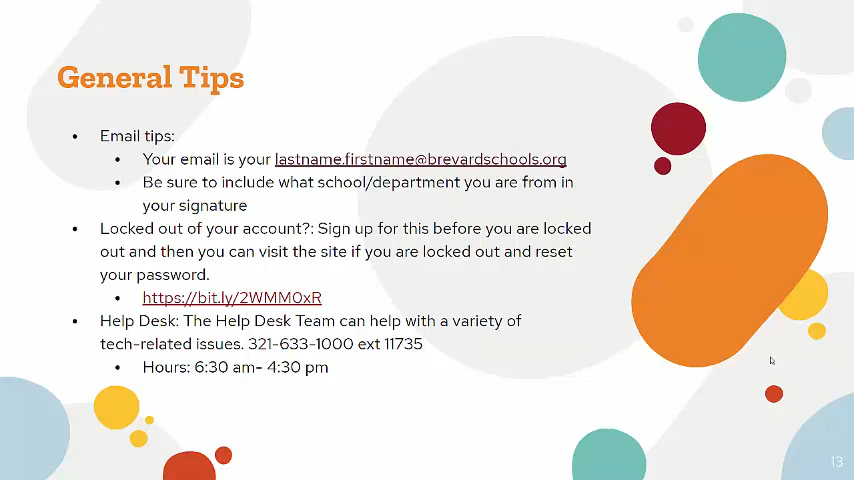 General Tips
• Email tips:
• Your email is your lastname.firstname@brevardschools.org
• Be sure to include what school/department you are from in
your signature
• Locked out of your account?: Sign up for this before you are locked
out and then you can visit the site if you are locked out and reset
your password.
• https://bit.ly/2WMM0xR
• Help Desk: The Help Desk Team can help with a variety of
tech-related issues. 321-633-1000 ext 11735
• Hours: 6:30 am- 4:30 pm
13